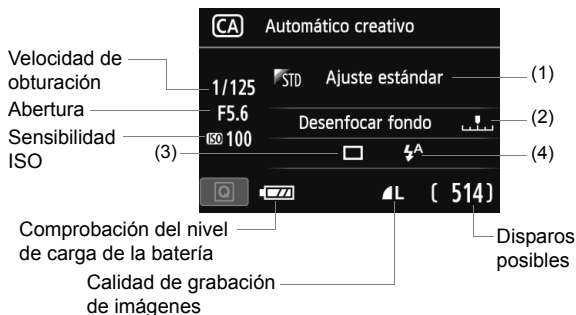 CA Automático creativo
Velocidad de
obturación
1/125
STD Ajuste estándar
(1)
Abertura
F5.6
Desenfocar fondo
(2)
Sensibilidad
ISO
ISO 100
(3)
A
(4)
Q
L
( 514)
Comprobación del nivel
de carga de la batería
Disparos
posibles
Calidad de grabación
de imágenes